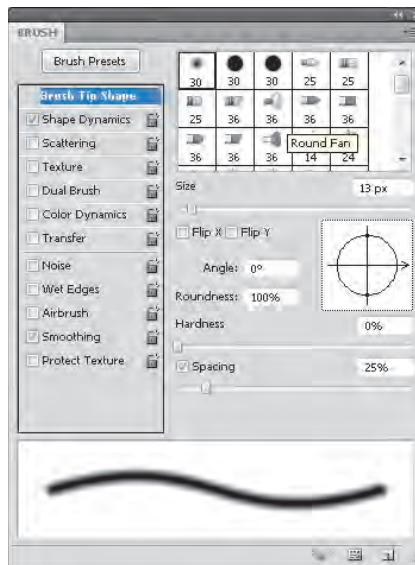 BRUSH
Brush Presets
30 30 30 25 25
25 36 36 36 36
36 36 36 14 24
Round Fan
Brush Tip Shape
Shape Dynamics
Scattering
Texture
Dual Brush
Color Dynamics
Transfer
Noise
Wet Edges
Airbrush
Smoothing
Protect Texture
Size 13 px
Flip X Flip Y
Angle: 0°
Roundness: 100%
Hardness 0%
Spacing 25%